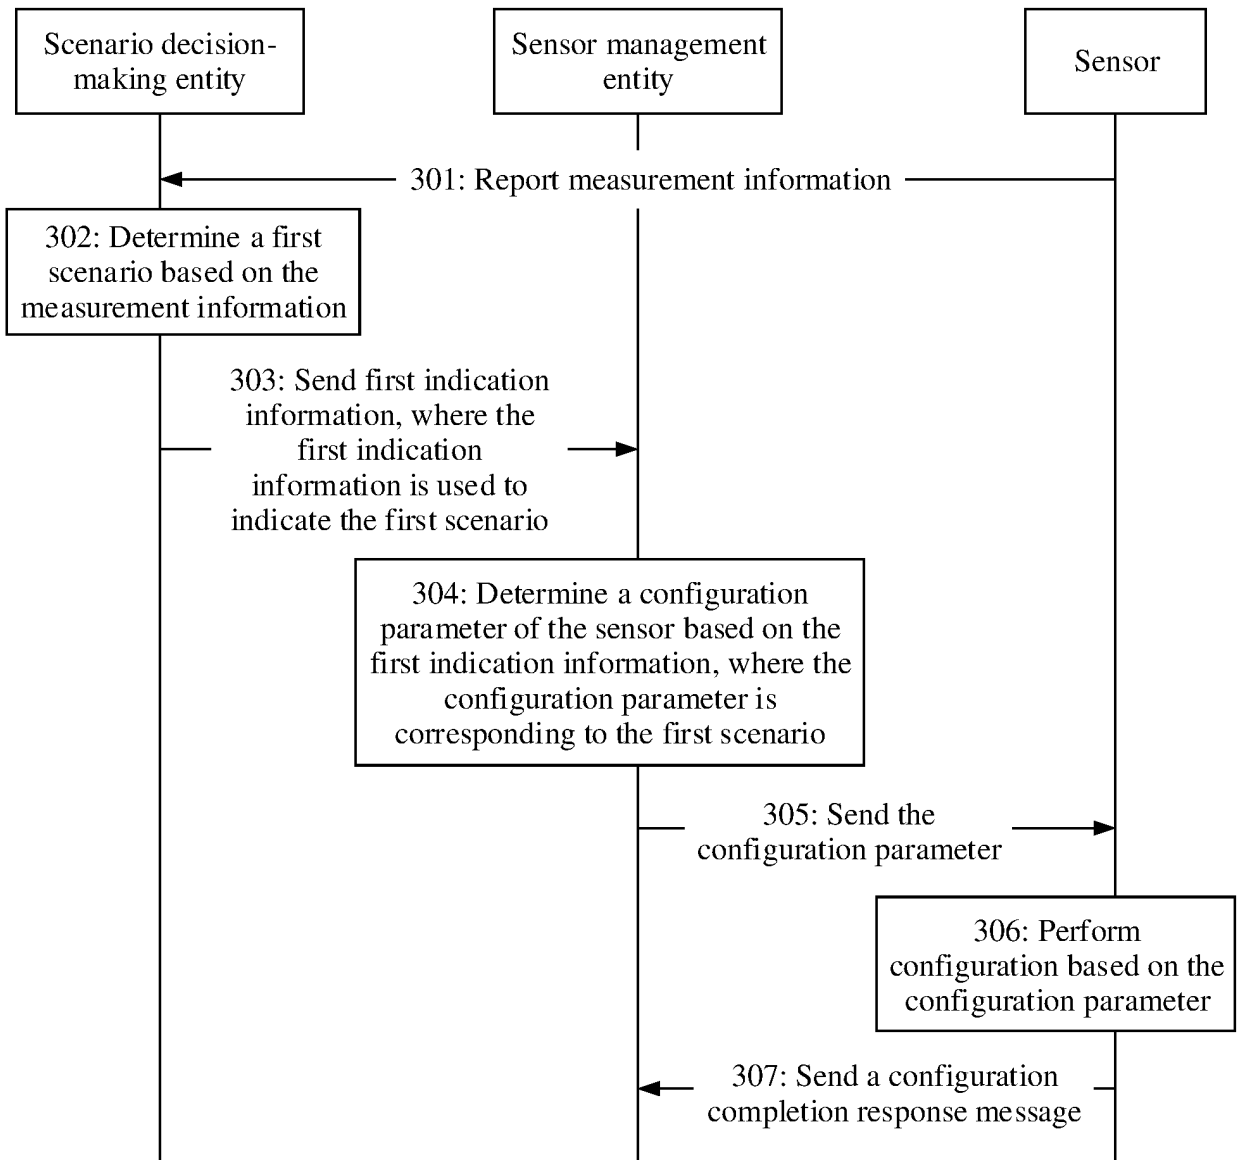 Scenario decision-
making entity
Sensor management
entity
Sensor
301: Report measurement information
302: Determine a first
scenario based on the
measurement information
303: Send first indication
information, where the
first indication
information is used to
indicate the first scenario
304: Determine a configuration
parameter of the sensor based on the
first indication information, where the
configuration parameter is
corresponding to the first scenario
305: Send the
configuration parameter
306: Perform
configuration based on the
configuration parameter
307: Send a configuration
completion response message